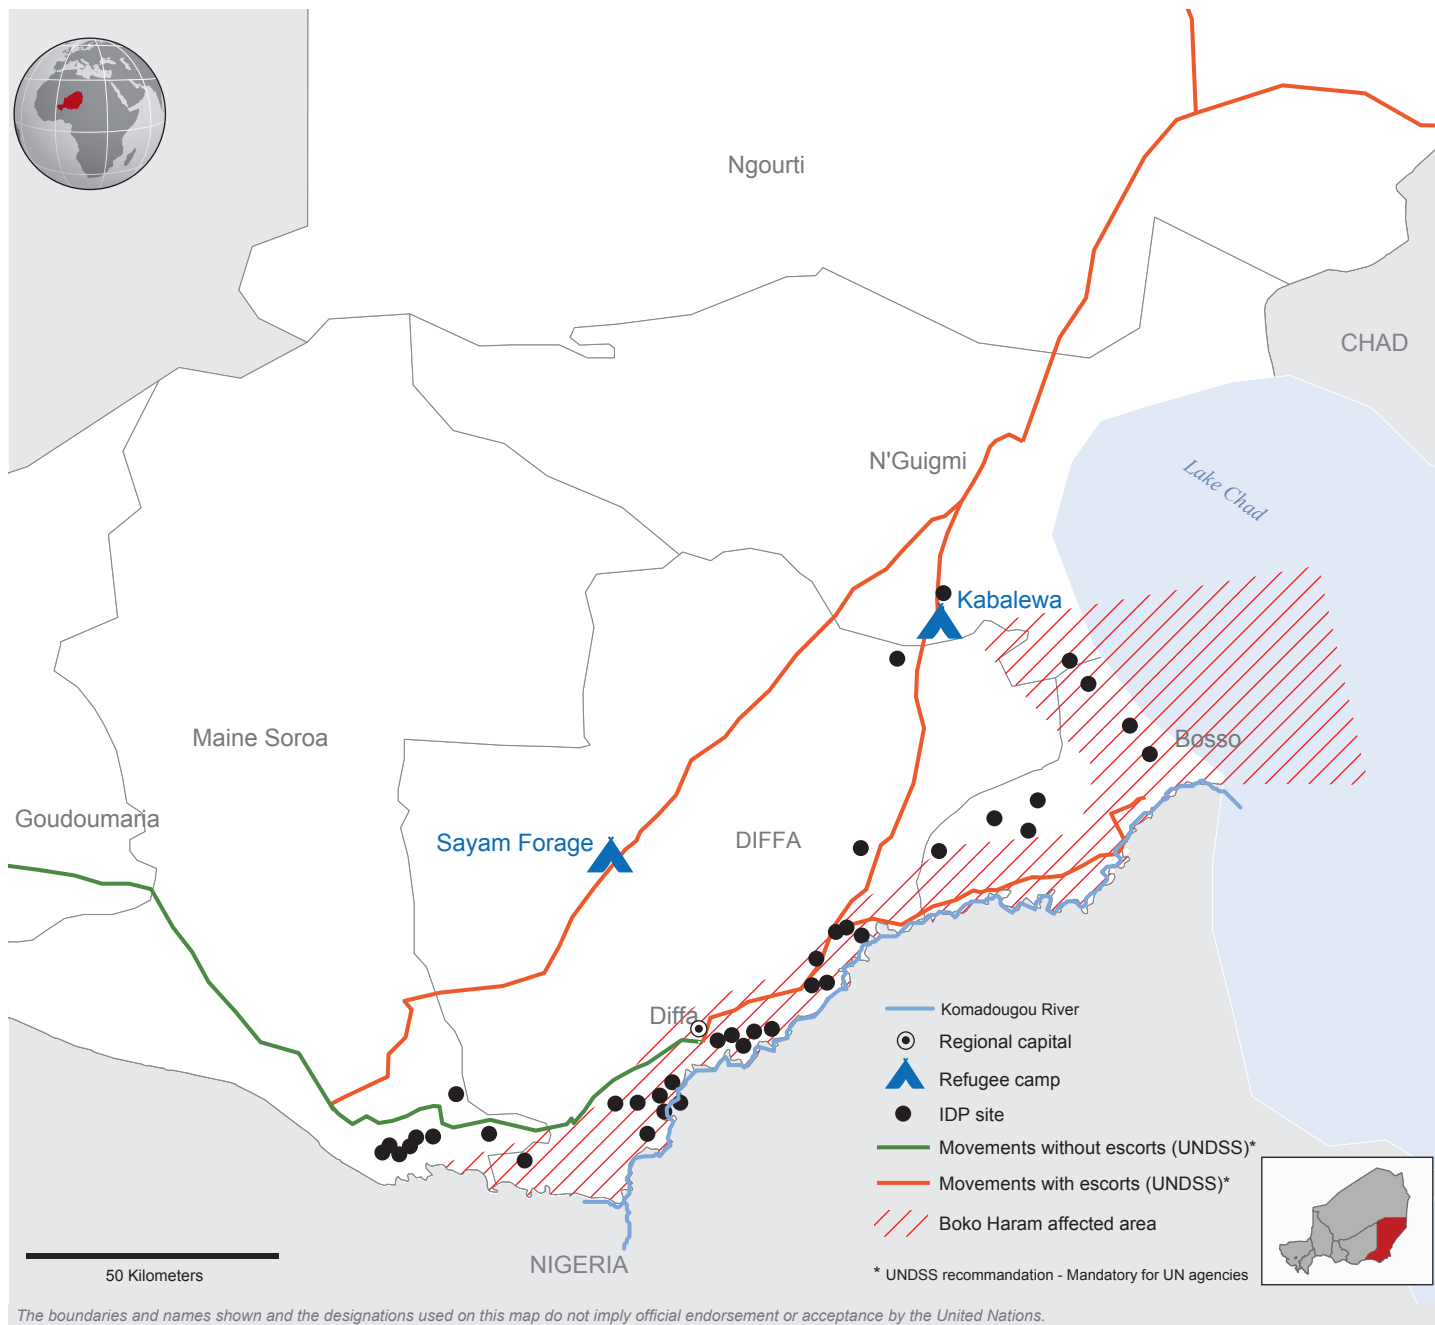 Ngourti
CHAD
N'Guigmi
Lake Chad
Kabalewa
Maine Soroa
Bosso
Goudoumaria
Sayam Forage
DIFFA
Diffa
Komadougou River
Regional capital
Refugee camp
IDP site
Movements without escorts (UNDSS)*
Movements with escorts (UNDSS)*
Boko Haram affected area
* UNDSS recommandation - Mandatory for UN agencies
NIGERIA
50 Kilometers
The boundaries and names shown and the designations used on this map do not imply official endorsement or acceptance by the United Nations.